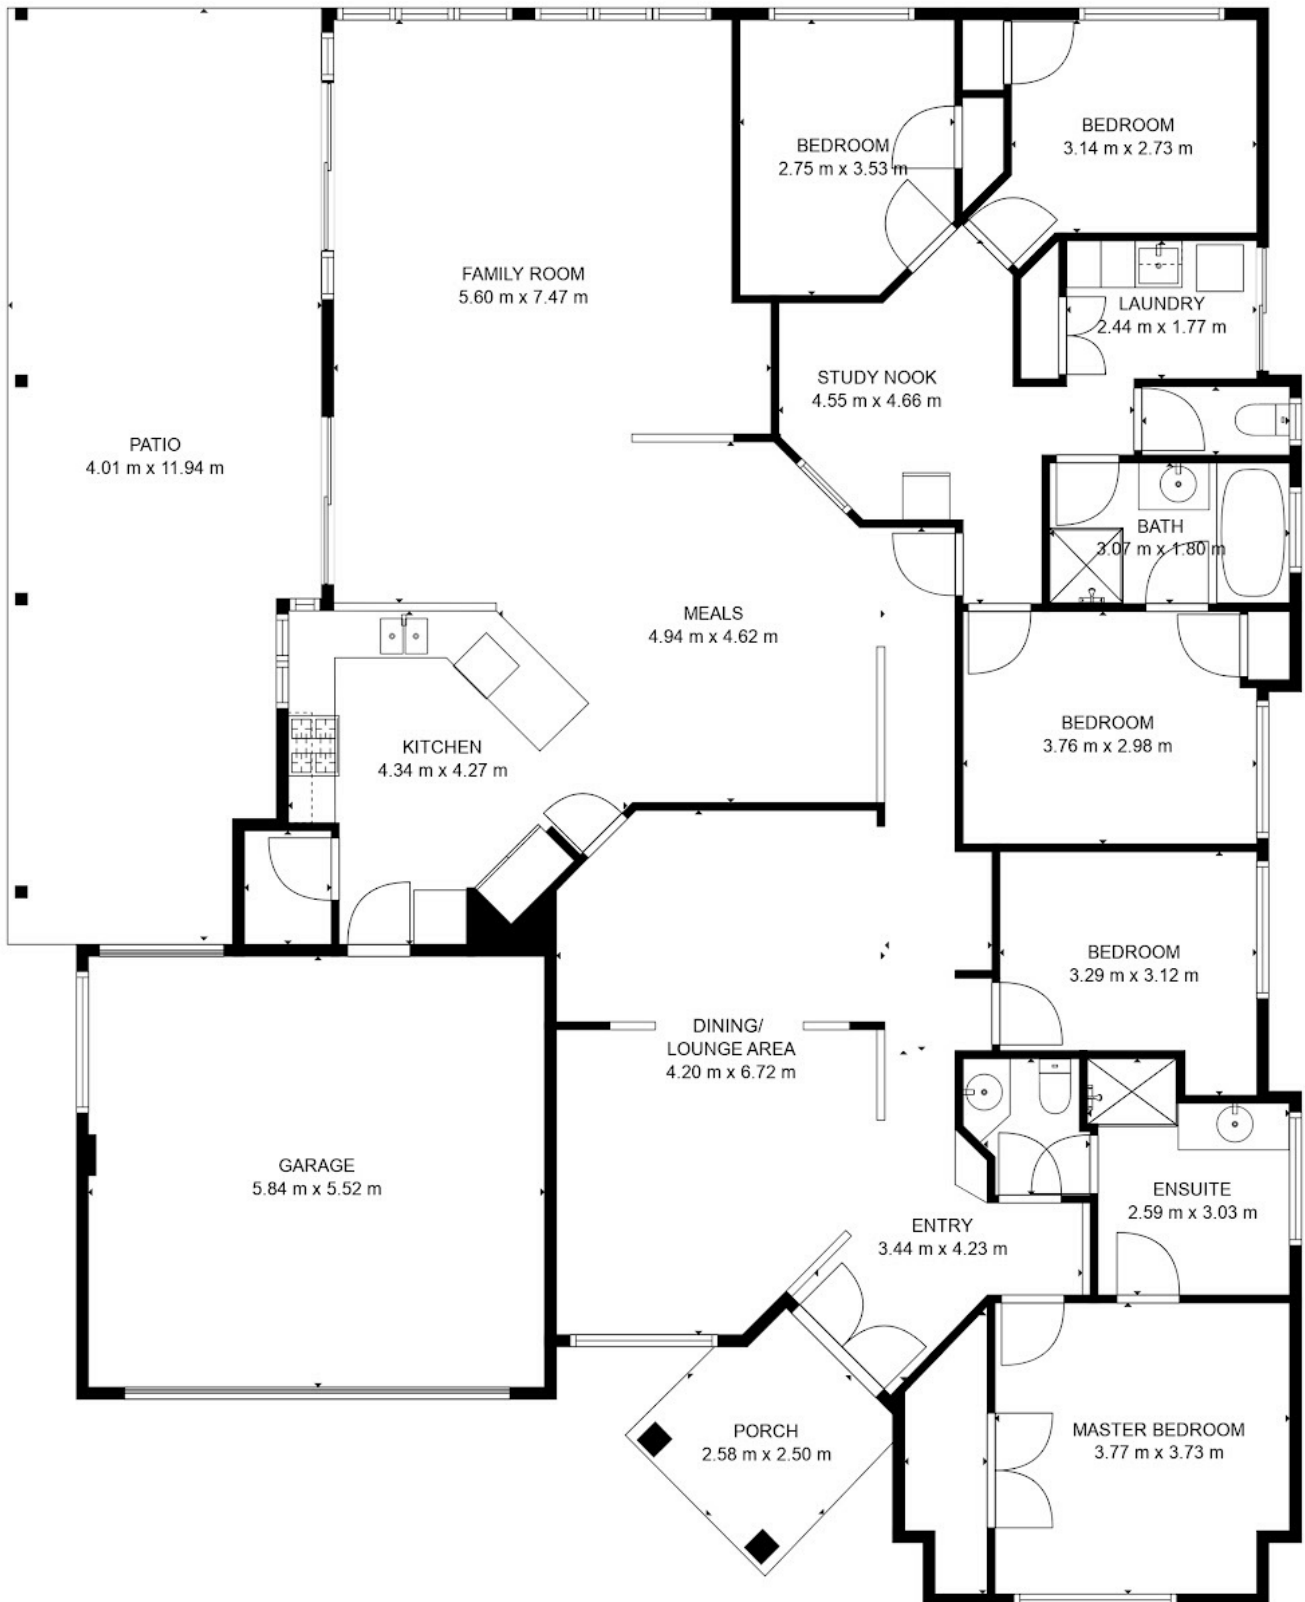 BEDROOM
3.14 m x 2.73 m
BEDROOM
2.75 m x 3.53 m
FAMILY ROOM
5.60 m x 7.47 m
LAUNDRY
2.44 m x 1.77 m
STUDY NOOK
4.55 m x 4.66 m
PATIO
4.01 m x 11.94 m
BATH
3.07 m x 1.80 m
MEALS
4.94 m x 4.62 m
BEDROOM
3.76 m x 2.98 m
KITCHEN
4.34 m x 4.27 m
BEDROOM
3.29 m x 3.12 m
DINING/
LOUNGE AREA
4.20 m x 6.72 m
GARAGE
5.84 m x 5.52 m
ENSUITE
2.59 m x 3.03 m
ENTRY
3.44 m x 4.23 m
PORCH
2.58 m x 2.50 m
MASTER BEDROOM
3.77 m x 3.73 m